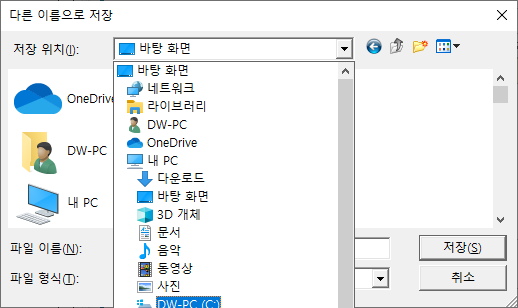 다른 이름으로 저장
저장 위치(I):
바탕 화면
바탕 화면
네트워크
라이브러리
DW-PC
OneDrive
내 PC
다운로드
바탕 화면
3D 개체
문서
음악
동영상
사진
DW-PC (C:)
OneDrive
DW-PC
내 PC
파일 이름(N):
저장(S)
파일 형식(T):
취소